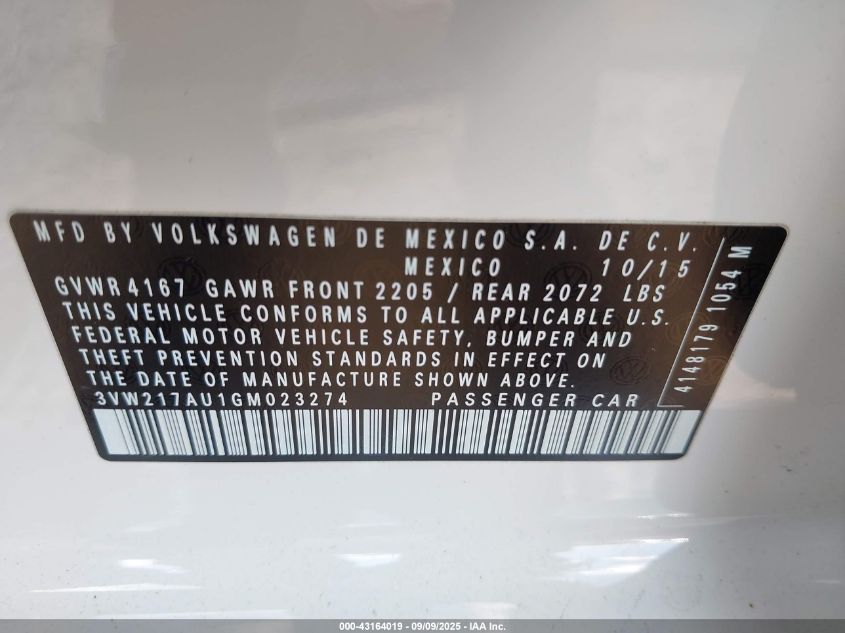 MFD BY VOLKSWAGEN DE MEXICO S.A. DE C.V.
MEXICO 10/15
GVWR 4167 GAWR FRONT 2205 / REAR 2072 LBS
THIS VEHICLE CONFORMS TO ALL APPLICABLE U.S.
FEDERAL MOTOR VEHICLE SAFETY, BUMPER AND
THEFT PREVENTION STANDARDS IN EFFECT ON
THE DATE OF MANUFACTURE SHOWN ABOVE.
3VW217AU1GM023274 PASSENGER CAR
4148179 1054 M
000-43164019 - 09/09/2025 - IAA Inc.